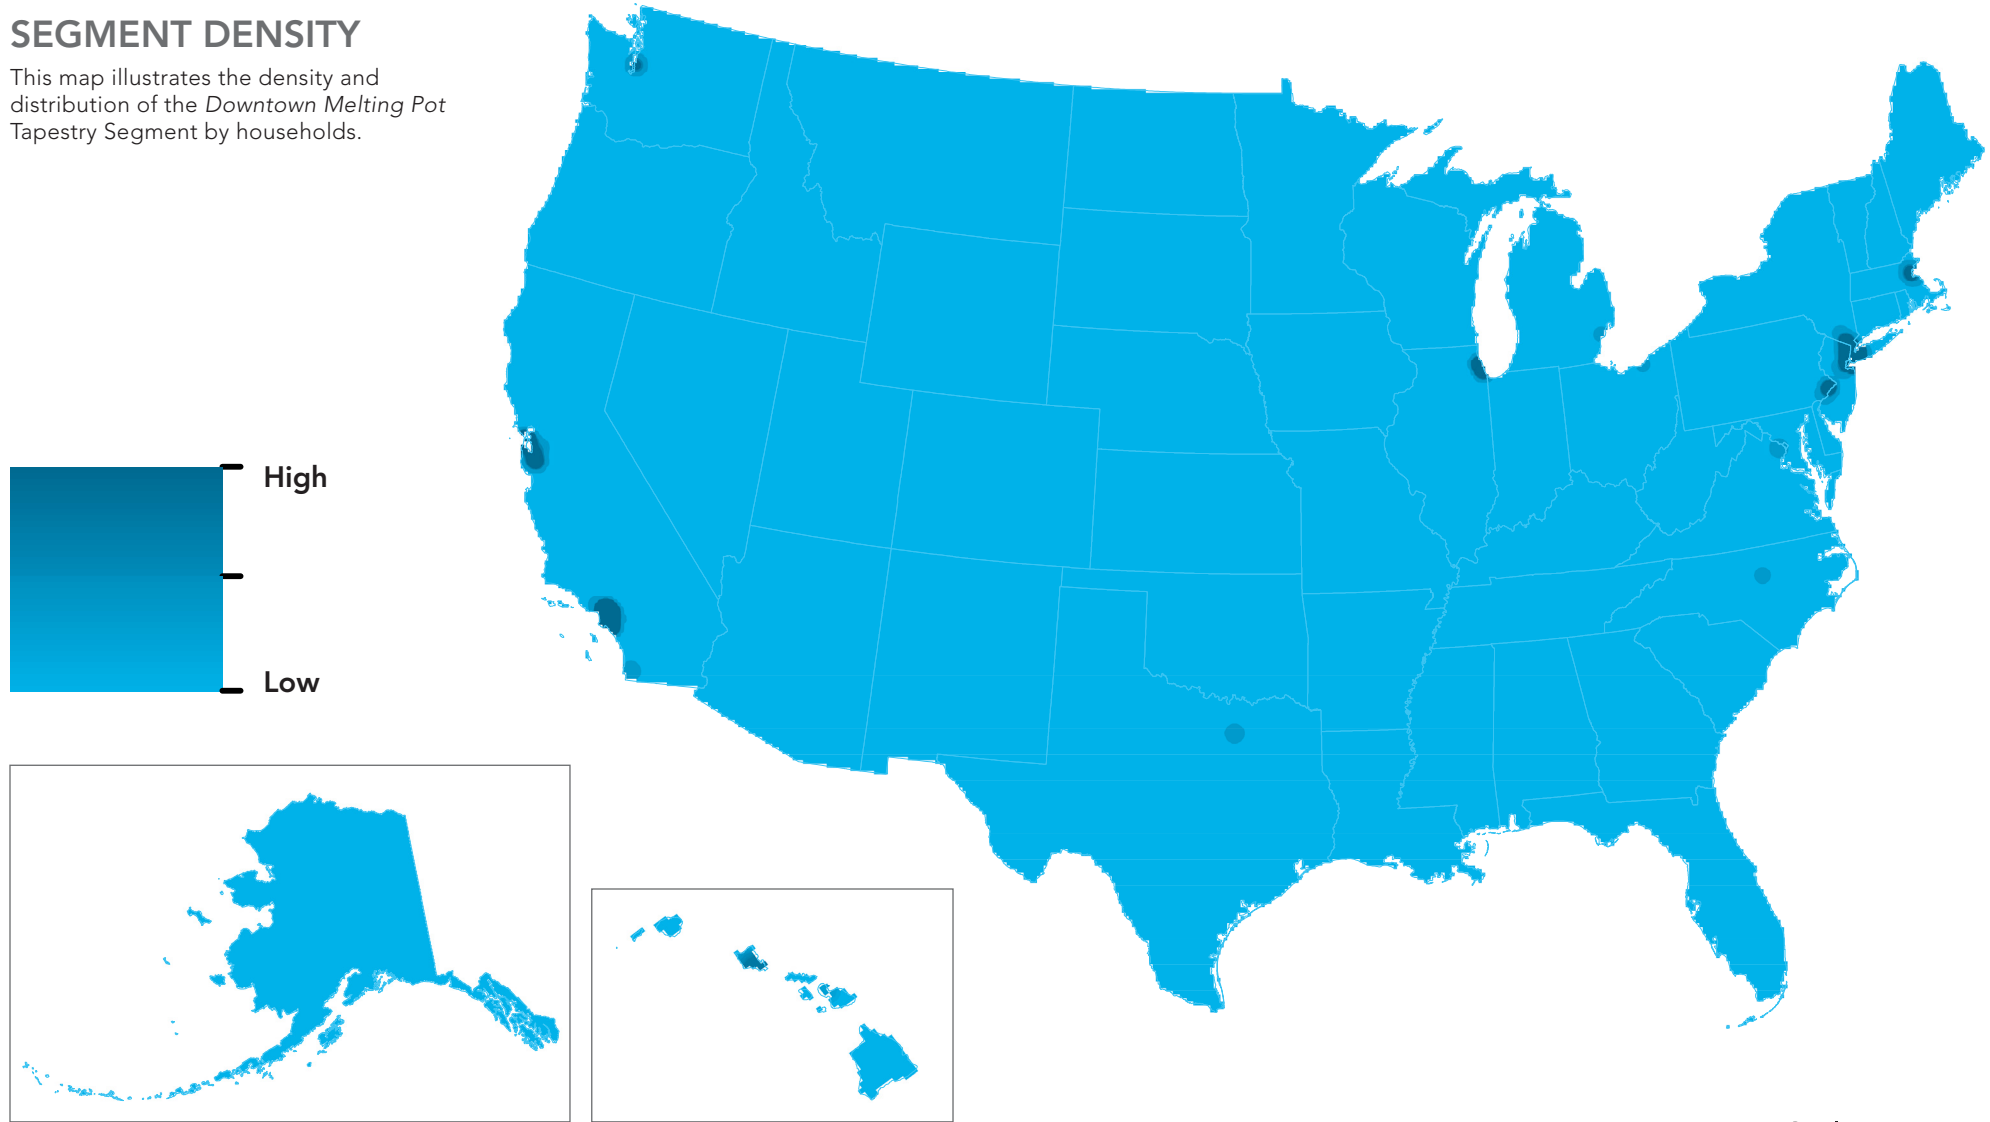 SEGMENT DENSITY
This map illustrates the density and
distribution of the Downtown Melting Pot
Tapestry Segment by households.
High
Low